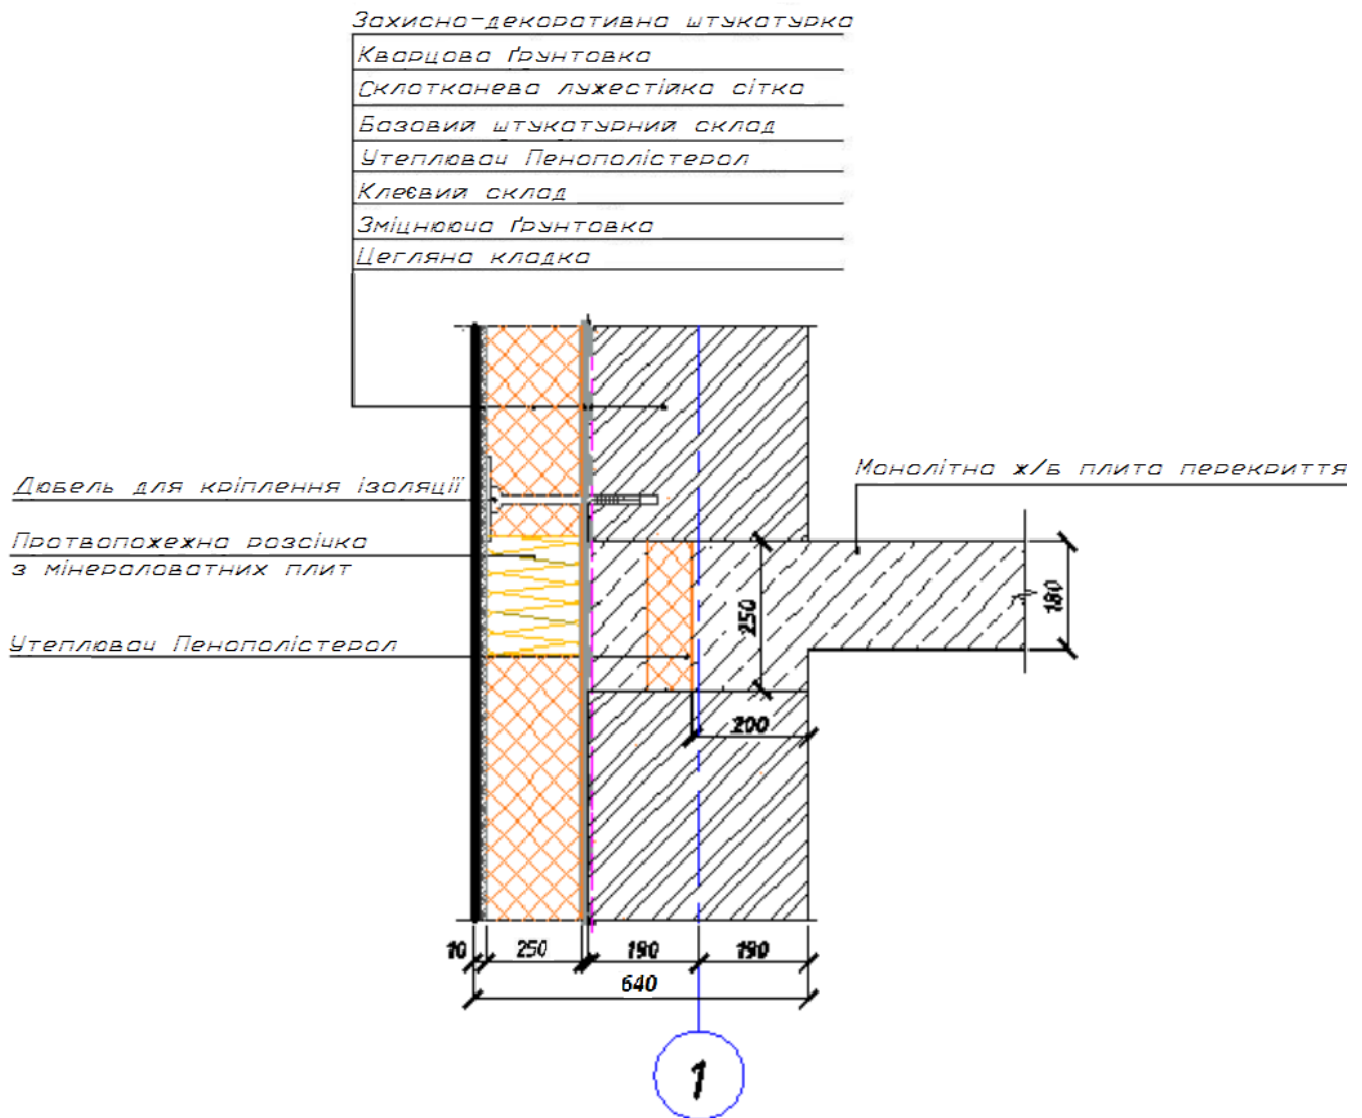 Захисно-декоративна штукатурка
Кварцова Ґрунтовка
Склотканева лужестійка сітка
Базовий штукатурний склад
Утеплювач Пенополістерол
Клеєвий склад
Зміцнююча Ґрунтовка
Цегляна кладка
Монолітна ж/б плита перекриття
Дюбель для кріплення ізоляції
Протвопожежна розсічка
з мінераловатних плит
Утеплювач Пенополістерол
250
180
200
10
250
190
190
640
1